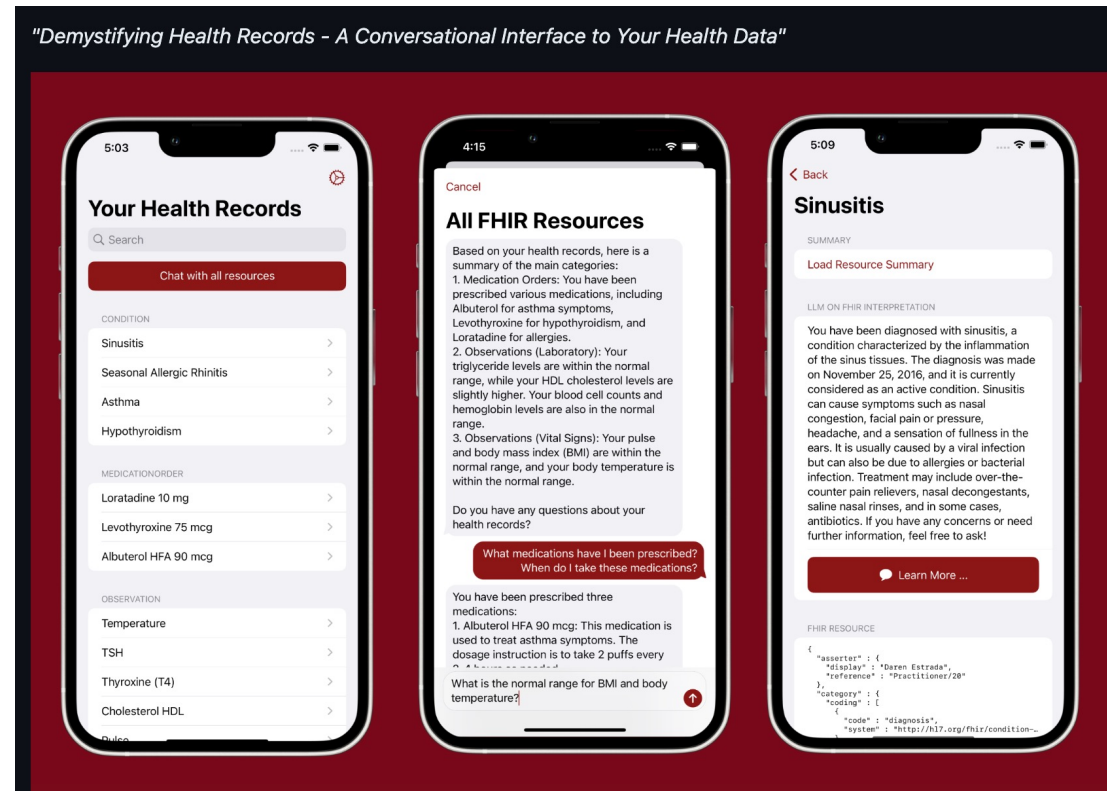 "Demystifying Health Records - A Conversational Interface to Your Health Data"
5:03
Your Health Records
Search
Chat with all resources
CONDITION
Sinusitis
Seasonal Allergic Rhinitis
Asthma
Hypothyroidism
MEDICATIONORDER
Loratadine 10 mg
Levothyroxine 75 mcg
Albuterol HFA 90 mcg
OBSERVATION
Temperature
TSH
Thyroxine (T4)
Cholesterol HDL
Pulse
4:15
Cancel
All FHIR Resources
Based on your health records, here is a
summary of the main categories:
1. Medication Orders: You have been
prescribed various medications, including
Albuterol for asthma symptoms,
Levothyroxine for hypothyroidism, and
Loratadine for allergies.
2. Observations (Laboratory): Your
triglyceride levels are within the normal
range, while your HDL cholesterol levels are
slightly higher. Your blood cell counts and
hemoglobin levels are also in the normal
range.
3. Observations (Vital Signs): Your pulse
and body mass index (BMI) are within the
normal range, and your body temperature is
within the normal range.
Do you have any questions about your
health records?
What medications have I been prescribed?
When do I take these medications?
You have been prescribed three
medications:
1. Albuterol HFA 90 mcg: This medication is
used to treat asthma symptoms. The
dosage instruction is to take 2 puffs every
What is the normal range for BMI and body
temperature?
5:09
Back
Sinusitis
SUMMARY
Load Resource Summary
LLM ON FHIR INTERPRETATION
You have been diagnosed with sinusitis, a
condition characterized by the inflammation
of the sinus tissues. The diagnosis was made
on November 25, 2016, and it is currently
considered as an active condition. Sinusitis
can cause symptoms such as nasal
congestion, facial pain or pressure,
headache, and a sensation of fullness in the
ears. It is usually caused by a viral infection
but can also be due to allergies or bacterial
infection. Treatment may include over-the-
counter pain relievers, nasal decongestants,
saline nasal rinses, and in some cases,
antibiotics. If you have any concerns or need
further information, feel free to ask!
Learn More ...
FHIR RESOURCE
{
"asserter" : {
"display" : "Daren Estrada",
"reference" : "Practitioner/20"
},
"category" : {
"coding" : [
{
"code" : "diagnosis",
"system" : "http://hl7.org/fhir/condition-…